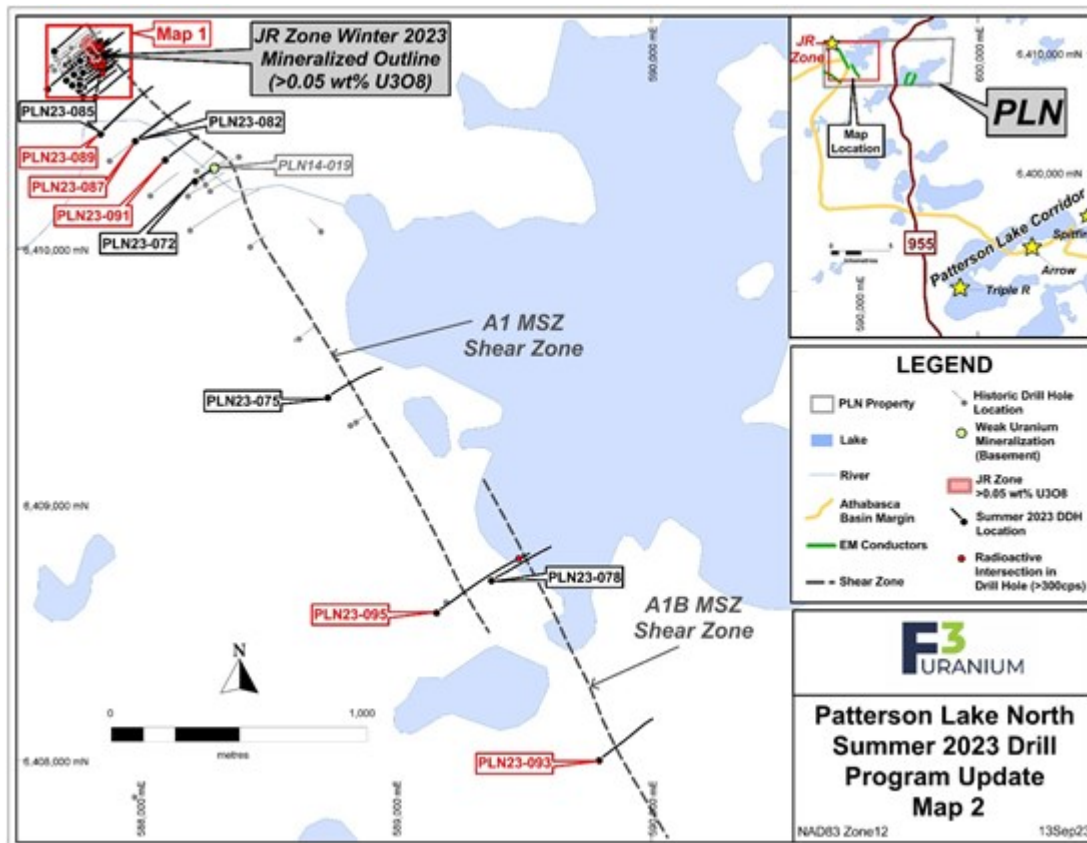 Map 1
JR Zone Winter 2023
Mineralized Outline
(>0.05 wt% U3O8)
PLN23-085
PLN23-082
PLN23-089
PLN14-019
PLN23-087
PLN23-091
PLN23-072
6,410,000 mN
A1 MSZ
Shear Zone
PLN23-075
6,409,000 mN
PLN23-078
PLN23-095
A1B MSZ
Shear Zone
N
0
1,000
metres
PLN23-093
6,408,000 mN
588,000 mE
589,000 mE
590,000 mE
590,000 mE
JR
Zone
600,000 mE
6,410,000 mN
PLN
Map
Location
6,400,000 mN
955
Patterson Lake Corridor
Spitfire
Arrow
Triple R
590,000 mE
LEGEND
PLN Property
Lake
River
Athabasca
Basin Margin
EM Conductors
Shear Zone
Historic Drill Hole
Location
Weak Uranium
Mineralization
(Basement)
JR Zone
>0.05 wt% U3O8
Summer 2023 DDH
Location
Radioactive
Intersection in
Drill Hole (>300cps)
F3
URANIUM
Patterson Lake North
Summer 2023 Drill
Program Update
Map 2
NAD83 Zone12
13Sep23